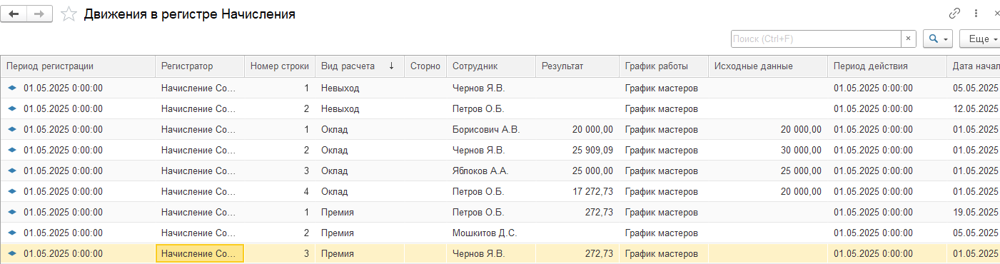 Движения в регистре Начисления
Поиск (Ctrl+F) × Еще
Период регистрации Регистратор Номер строки Вид расчета ↓ Сторно Сотрудник Результат График работы Исходные данные Период действия Дата начал
01.05.2025 0:00:00 Начисление Со... 1 Невыход Чернов Я.В. График мастеров 01.05.2025 0:00:00 05.05.2025
01.05.2025 0:00:00 Начисление Со... 2 Невыход Петров О.Б. График мастеров 01.05.2025 0:00:00 12.05.2025
01.05.2025 0:00:00 Начисление Со... 1 Оклад Борисович А.В. 20 000,00 График мастеров 20 000,00 01.05.2025 0:00:00 01.05.2025
01.05.2025 0:00:00 Начисление Со... 2 Оклад Чернов Я.В. 25 909,09 График мастеров 30 000,00 01.05.2025 0:00:00 01.05.2025
01.05.2025 0:00:00 Начисление Со... 3 Оклад Яблоков А.А. 25 000,00 График мастеров 25 000,00 01.05.2025 0:00:00 01.05.2025
01.05.2025 0:00:00 Начисление Со... 4 Оклад Петров О.Б. 17 272,73 График мастеров 20 000,00 01.05.2025 0:00:00 01.05.2025
01.05.2025 0:00:00 Начисление Со... 1 Премия Петров О.Б. 272,73 График мастеров 01.05.2025 0:00:00 19.05.2025
01.05.2025 0:00:00 Начисление Со... 2 Премия Мошкитов Д.С. График мастеров 01.05.2025 0:00:00 05.05.2025
01.05.2025 0:00:00 Начисление Со... 3 Премия Чернов Я.В. 272,73 График мастеров 01.05.2025 0:00:00 01.05.2025